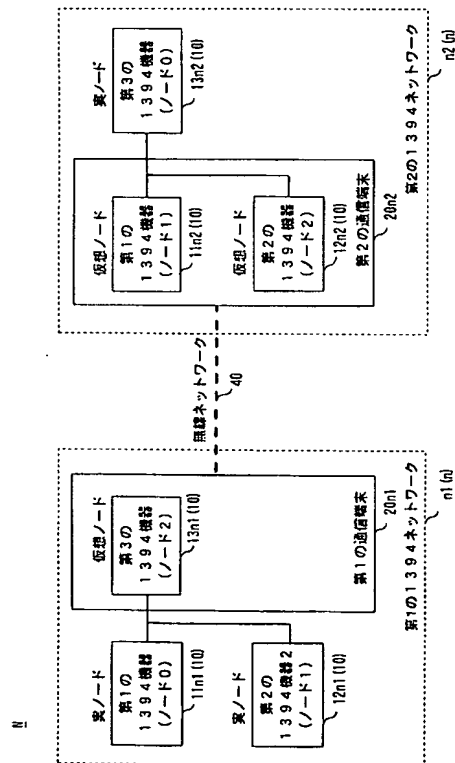 N
実ノード
第1の
1394機器
(ノード0)
11n1(10)
実ノード
第2の
1394機器2
(ノード1)
12n1(10)
仮想ノード
第3の
1394機器
(ノード2)
13n1(10)
第1の通信端末
20n1
第1の1394ネットワーク
n1(n)
無線ネットワーク
40
仮想ノード
第1の
1394機器
(ノード1)
11n2(10)
仮想ノード
第2の
1394機器
(ノード2)
12n2(10)
第2の通信端末
20n2
実ノード
第3の
1394機器
(ノード0)
13n2(10)
第2の1394ネットワーク
n2(n)